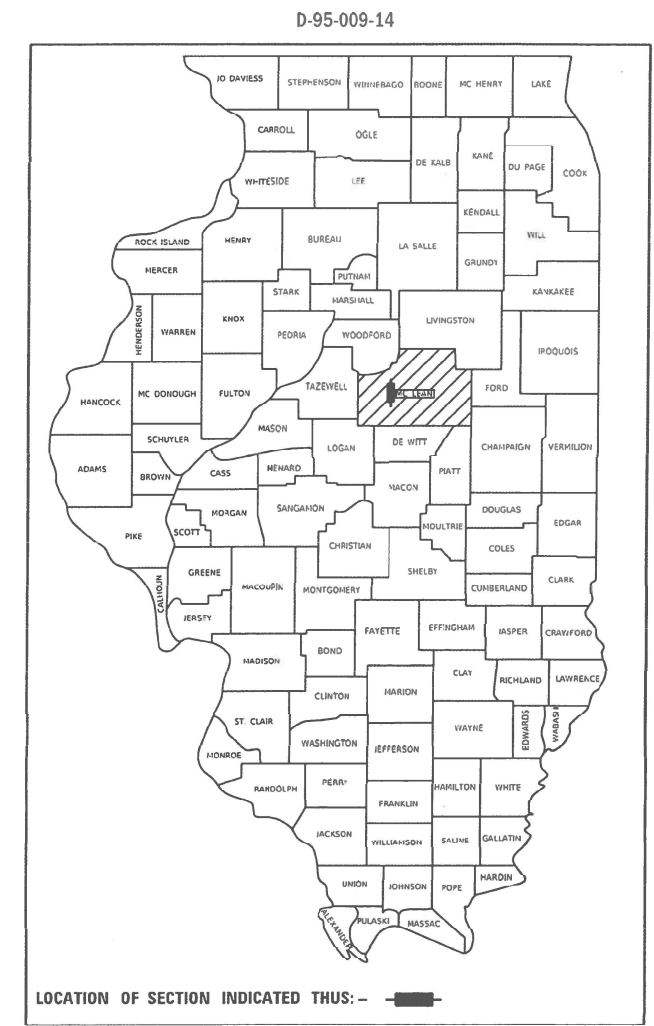 D-95-009-14
JO DAVIESS STEPHENSON WINNEBAGO BOONE MC HENRY LAKE
CARROLL OGLE DE KALB KANE DU PAGE COOK
WHITESIDE LEE
KENDALL
ROCK ISLAND HENRY BUREAU LA SALLE WILL
MERCER PUTNAM GRUNDY
STARK MARSHALL KANKAKEE
HENDERSON WARREN KNOX PEORIA WOODFORD LIVINGSTON
IROQUOIS
HANCOCK MC DONOUGH FULTON TAZEWELL MC LEAN FORD
MASON
SCHUYLER LOGAN DE WITT CHAMPAIGN VERMILION
ADAMS BROWN CASS MENARD PIATT
MACON
MORGAN SANGAMON DOUGLAS
PIKE SCOTT MOULTRIE EDGAR
CHRISTIAN COLES
GREENE SHELBY
CALHOUN MACOUPIN MONTGOMERY CUMBERLAND CLARK
JERSEY FAYETTE EFFINGHAM JASPER CRAWFORD
BOND
MADISON CLAY
RICHLAND LAWRENCE
CLINTON MARION
ST. CLAIR WAYNE EDWARDS WABASH
WASHINGTON JEFFERSON
MONROE
RANDOLPH PERRY HAMILTON WHITE
FRANKLIN
JACKSON WILLIAMSON SALINE GALLATIN
UNION JOHNSON POPE HARDIN
ALEXANDER PULASKI MASSAC
LOCATION OF SECTION INDICATED THUS: –